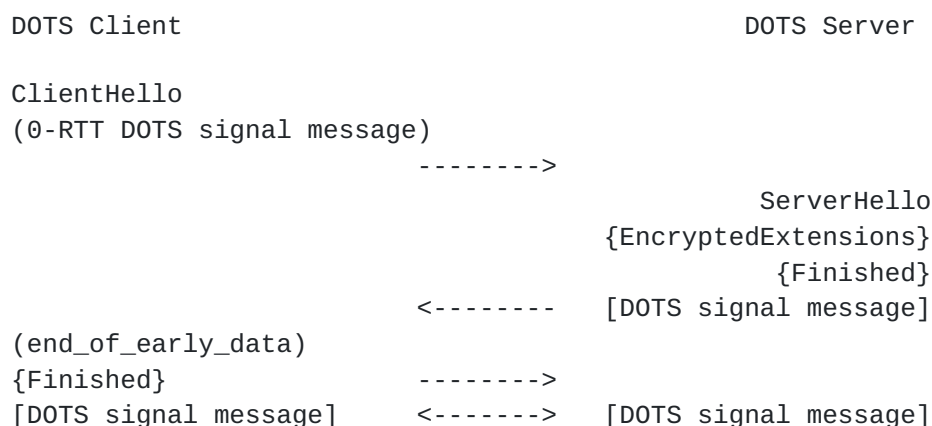 DOTS Client                                  DOTS Server
ClientHello
(0-RTT DOTS signal message)
                          -------->
                                               ServerHello
                                     {EncryptedExtensions}
                                                {Finished}
                          <--------   [DOTS signal message]
(end_of_early_data)
{Finished}                -------->
[DOTS signal message]     <------->   [DOTS signal message]